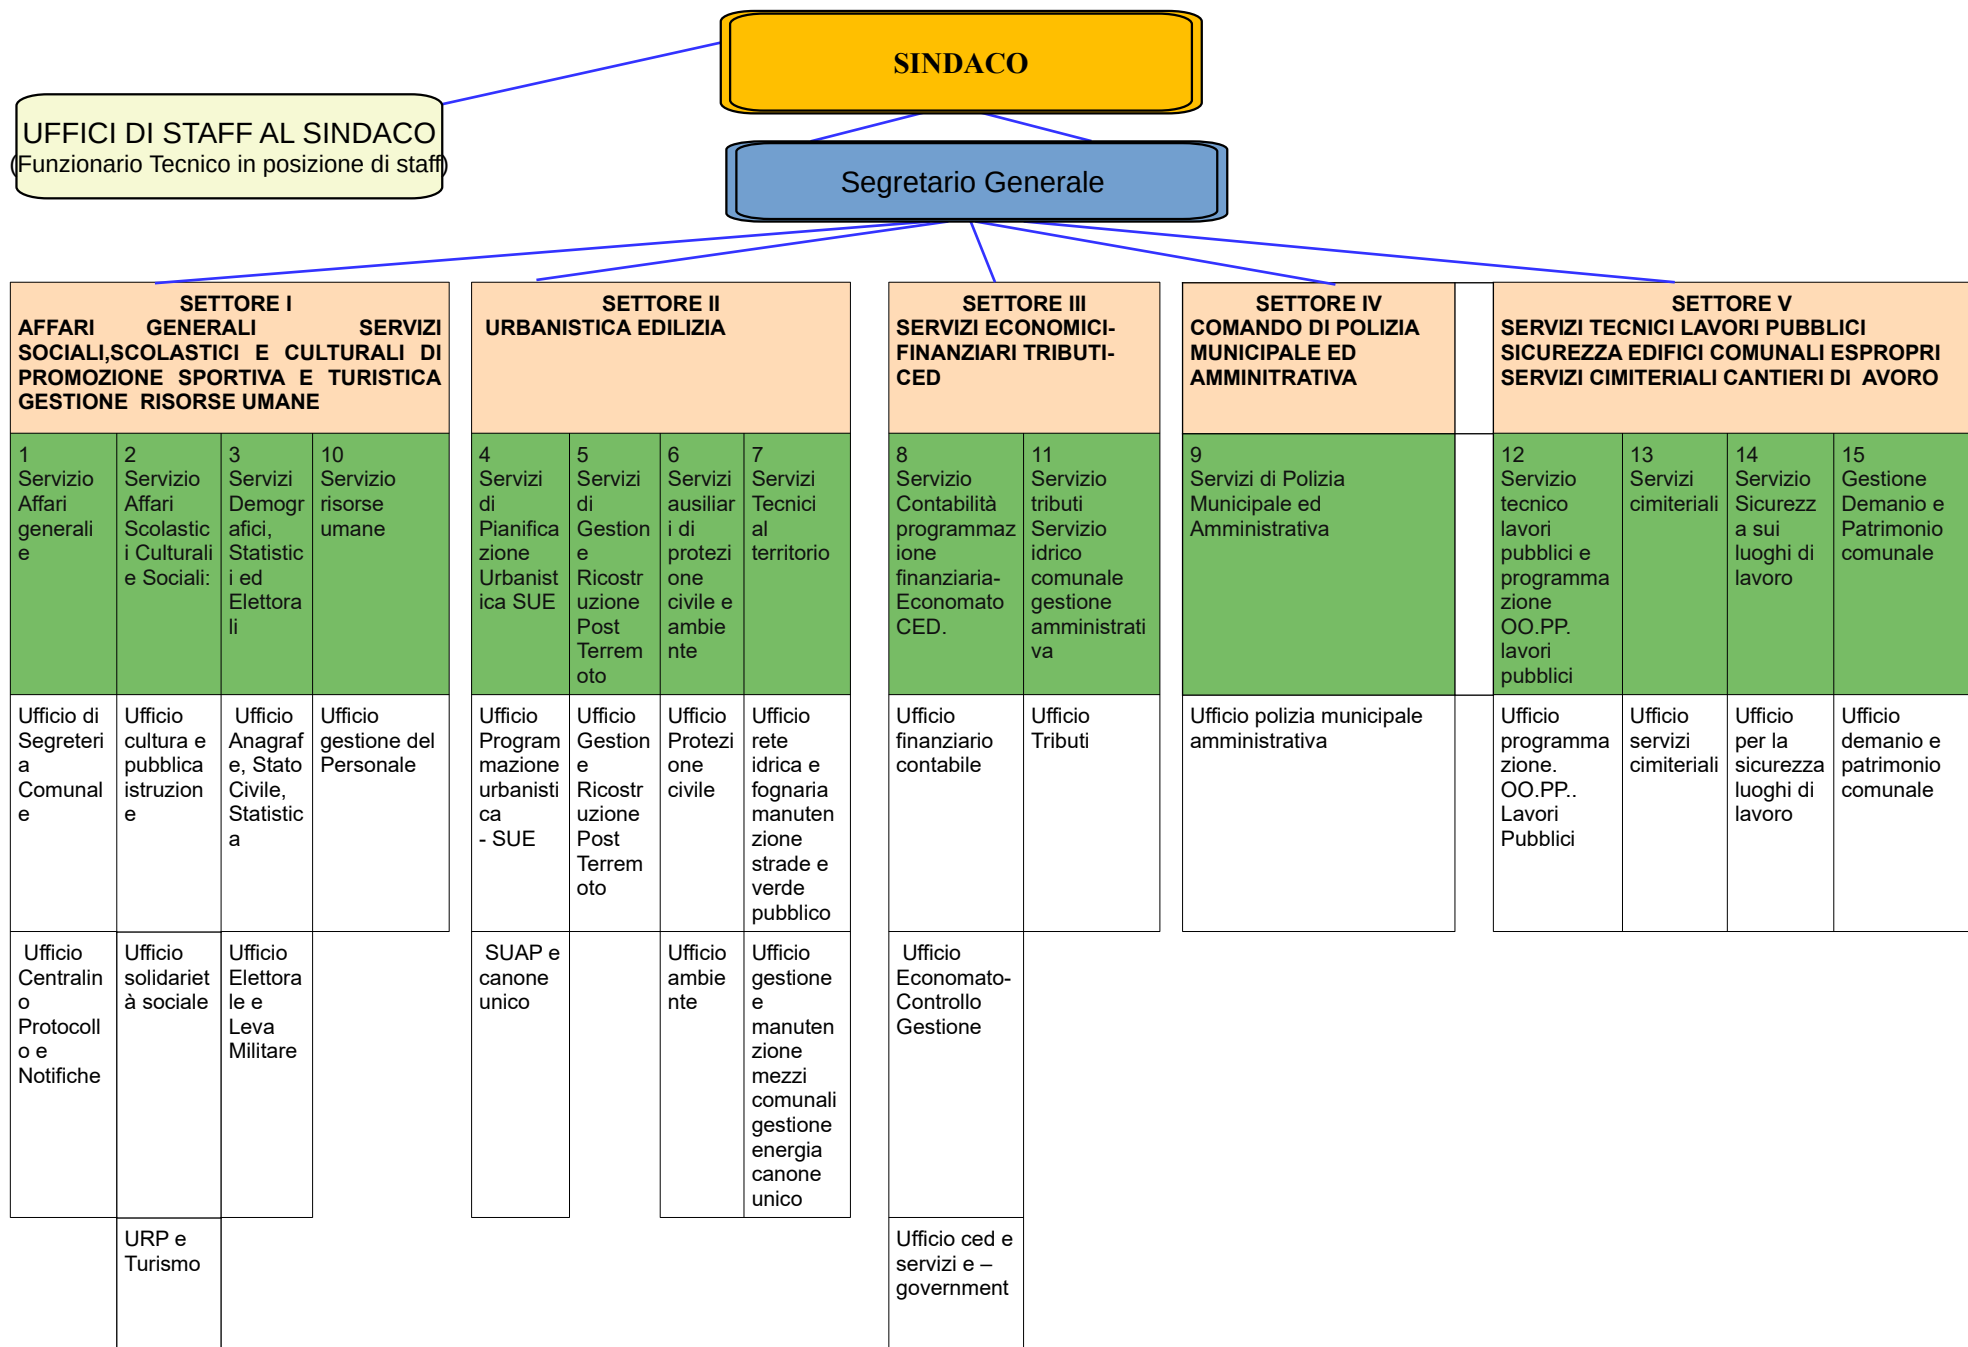 SINDACO
UFFICI DI STAFF AL SINDACO
(Funzionario Tecnico in posizione di staff)
Segretario Generale
SETTORE I
AFFARI GENERALI SERVIZI
SOCIALI,SCOLASTICI E CULTURALI DI
PROMOZIONE SPORTIVA E TURISTICA
GESTIONE RISORSE UMANE
SETTORE II
URBANISTICA EDILIZIA
SETTORE III
SERVIZI ECONOMICI-
FINANZIARI TRIBUTI-
CED
SETTORE IV
COMANDO DI POLIZIA
MUNICIPALE ED
AMMINITRATIVA
SETTORE V
SERVIZI TECNICI LAVORI PUBBLICI
SICUREZZA EDIFICI COMUNALI ESPROPRI
SERVIZI CIMITERIALI CANTIERI DI AVORO
1
Servizio
Affari
generali
e
2
Servizio
Affari
Scolastic
i Culturali
e Sociali:
3
Servizi
Demogr
afici,
Statistic
i ed
Elettora
li
10
Servizio
risorse
umane
4
Servizi
di
Pianifica
zione
Urbanist
ica SUE
5
Servizi
di
Gestion
e
Ricostr
uzione
Post
Terrem
oto
6
Servizi
ausiliar
i di
protezi
one
civile e
ambie
nte
7
Servizi
Tecnici
al
territorio
8
Servizio
Contabilità
programmaz
ione
finanziaria-
Economato
CED.
11
Servizio
tributi
Servizio
idrico
comunale
gestione
amministrati
va
9
Servizi di Polizia
Municipale ed
Amministrativa
12
Servizio
tecnico
lavori
pubblici e
programma
zione
OO.PP.
lavori
pubblici
13
Servizi
cimiteriali
14
Servizio
Sicurezz
a sui
luoghi di
lavoro
15
Gestione
Demanio e
Patrimonio
comunale
Ufficio di
Segreteri
a
Comunal
e
Ufficio
cultura e
pubblica
istruzion
e
Ufficio
Anagraf
e, Stato
Civile,
Statistic
a
Ufficio
gestione del
Personale
Ufficio
Program
mazione
urbanisti
ca
- SUE
Ufficio
Gestion
e
Ricostr
uzione
Post
Terrem
oto
Ufficio
Protezi
one
civile
Ufficio
rete
idrica e
fognaria
manuten
zione
strade e
verde
pubblico
Ufficio
finanziario
contabile
Ufficio
Tributi
Ufficio polizia municipale
amministrativa
Ufficio
programma
zione.
OO.PP..
Lavori
Pubblici
Ufficio
servizi
cimiteriali
Ufficio
per la
sicurezza
luoghi di
lavoro
Ufficio
demanio e
patrimonio
comunale
Ufficio
Centralin
o
Protocoll
o e
Notifiche
Ufficio
solidariet
à sociale
Ufficio
Elettora
le e
Leva
Militare
SUAP e
canone
unico
Ufficio
ambie
nte
Ufficio
gestione
e
manuten
zione
mezzi
comunali
gestione
energia
canone
unico
Ufficio
Economato-
Controllo
Gestione
URP e
Turismo
Ufficio ced e
servizi e –
government